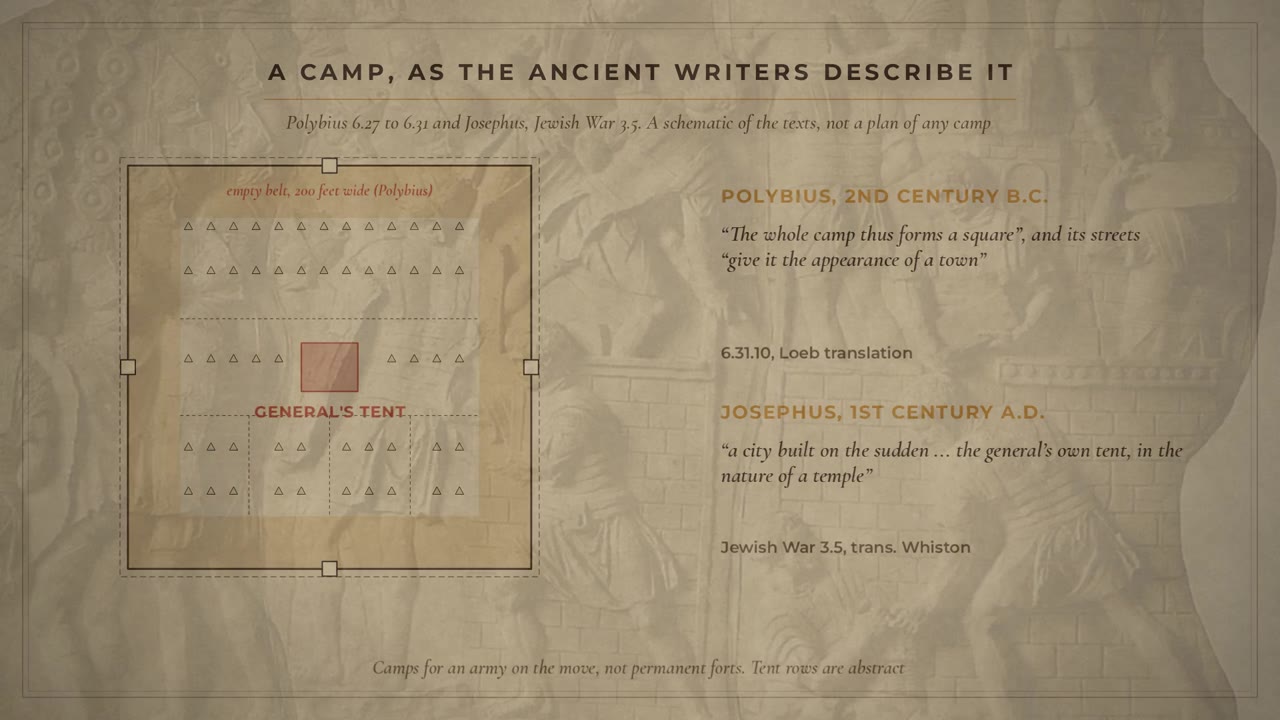 A CAMP, AS THE ANCIENT WRITERS DESCRIBE IT
Polybius 6.27 to 6.31 and Josephus, Jewish War 3.5. A schematic of the texts, not a plan of any camp
empty belt, 200 feet wide (Polybius)
GENERAL'S TENT
POLYBIUS, 2ND CENTURY B.C.
“The whole camp thus forms a square”, and its streets
“give it the appearance of a town”
6.31.10, Loeb translation
JOSEPHUS, 1ST CENTURY A.D.
“a city built on the sudden ... the general’s own tent, in the
nature of a temple”
Jewish War 3.5, trans. Whiston
Camps for an army on the move, not permanent forts. Tent rows are abstract